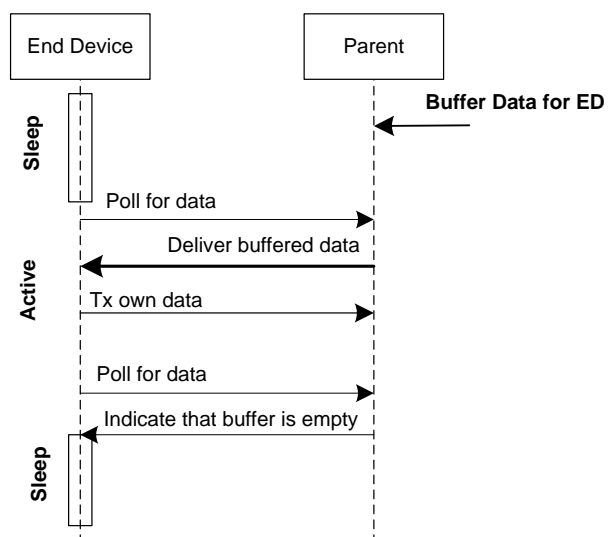 End Device
Parent
Buffer Data for ED
Sleep
Poll for data
Deliver buffered data
Active
Tx own data
Poll for data
Indicate that buffer is empty
Sleep